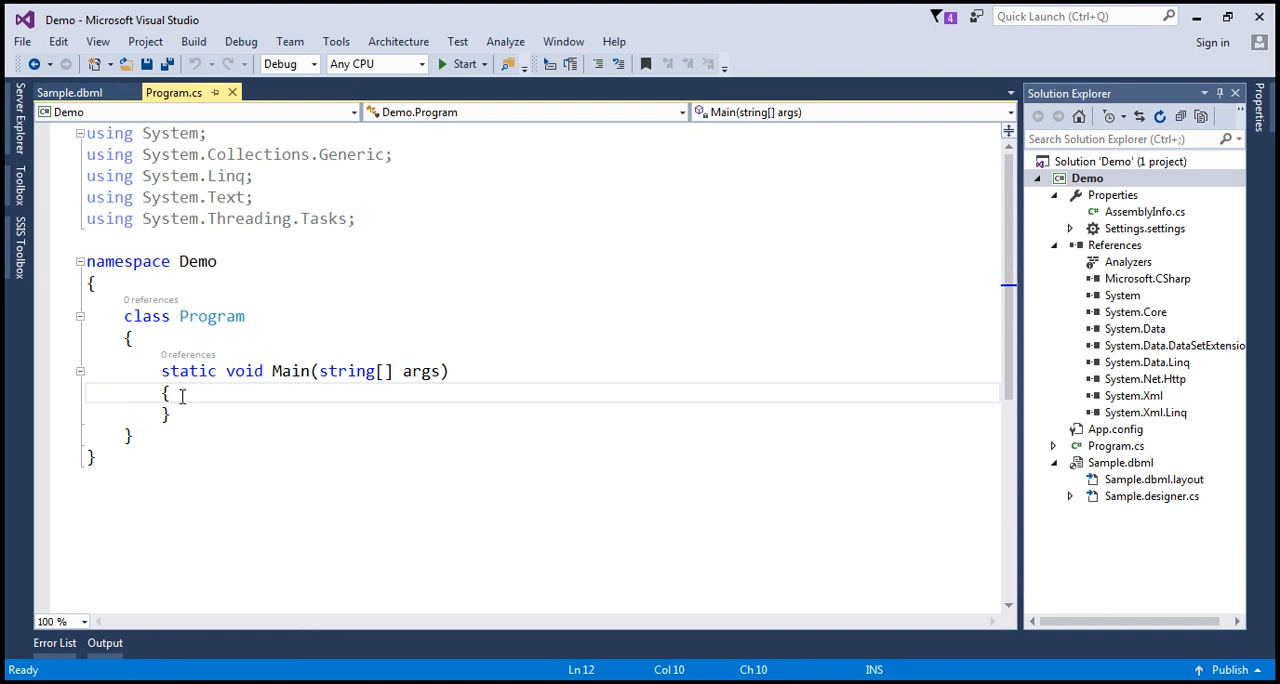 Demo - Microsoft Visual Studio
4
Quick Launch (Ctrl+Q)
File Edit View Project Build Debug Team Tools Architecture Test Analyze Window Help
Sign in
Debug Any CPU Start
Server Explorer
Toolbox
SSIS Toolbox
Sample.dbml Program.cs
Demo Demo.Program Main(string[] args)
using System;
using System.Collections.Generic;
using System.Linq;
using System.Text;
using System.Threading.Tasks;
namespace Demo
{
0 references
class Program
{
0 references
static void Main(string[] args)
{
}
}
}
100 %
Solution Explorer
Search Solution Explorer (Ctrl+;)
Solution 'Demo' (1 project)
Demo
Properties
AssemblyInfo.cs
Settings.settings
References
Analyzers
Microsoft.CSharp
System
System.Core
System.Data
System.Data.DataSetExtensio
System.Data.Linq
System.Net.Http
System.Xml
System.Xml.Linq
App.config
Program.cs
Sample.dbml
Sample.dbml.layout
Sample.designer.cs
Properties
Error List Output
Ready Ln 12 Col 10 Ch 10 INS Publish